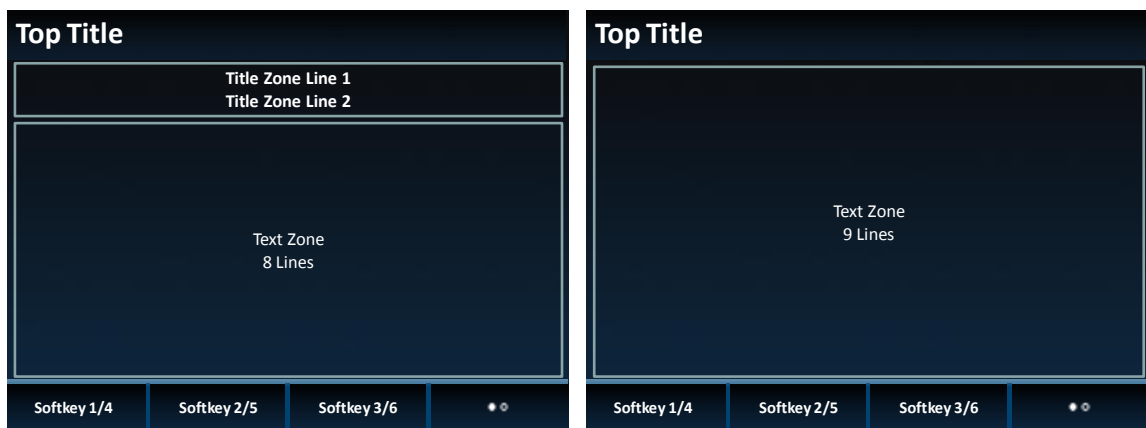 Top Title
Title Zone Line 1
Title Zone Line 2
Text Zone
8 Lines
Softkey 1/4
Softkey 2/5
Softkey 3/6
Top Title
Text Zone
9 Lines
Softkey 1/4
Softkey 2/5
Softkey 3/6